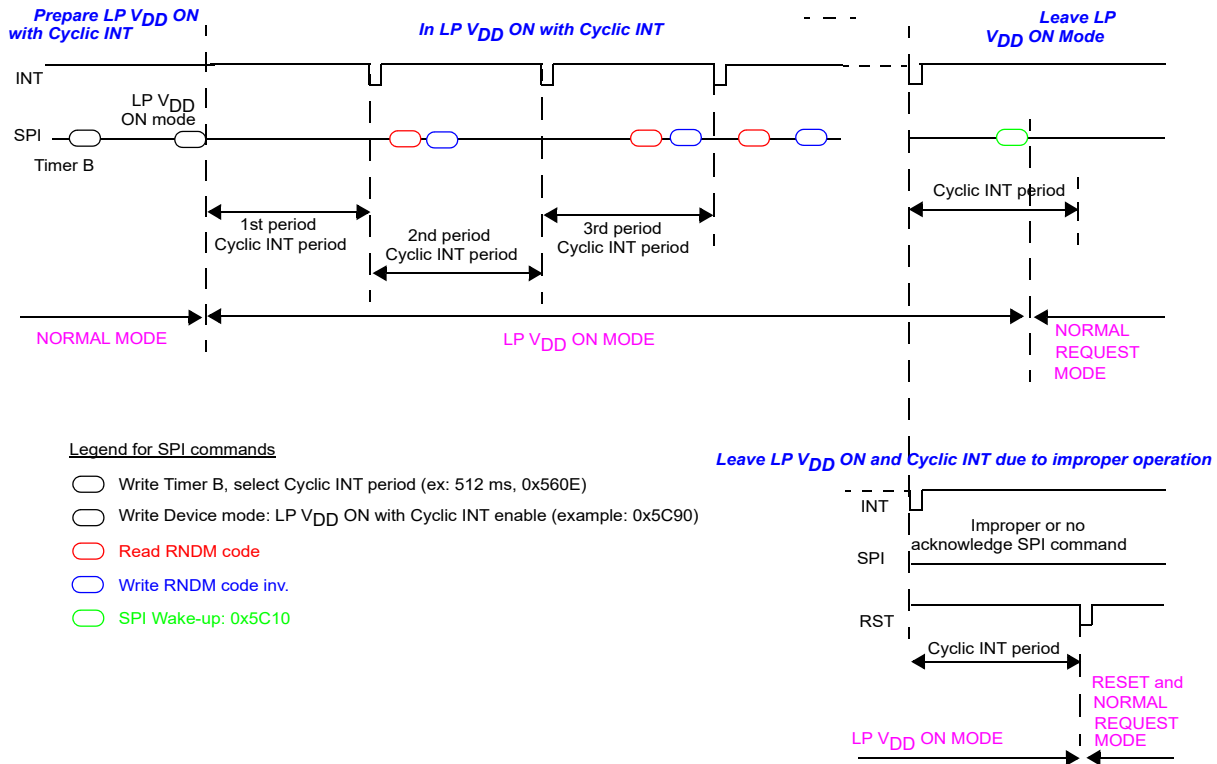 Prepare LP VDD ON
with Cyclic INT
In LP VDD ON with Cyclic INT
Leave LP
VDD ON Mode
INT
LP VDD
ON mode
SPI
Timer B
1st period
Cyclic INT period
2nd period
Cyclic INT period
3rd period
Cyclic INT period
Cyclic INT period
NORMAL MODE
LP VDD ON MODE
NORMAL
REQUEST
MODE
Legend for SPI commands
Write Timer B, select Cyclic INT period (ex: 512 ms, 0x560E)
Write Device mode: LP VDD ON with Cyclic INT enable (example: 0x5C90)
Read RNDM code
Write RNDM code inv.
SPI Wake-up: 0x5C10
Leave LP VDD ON and Cyclic INT due to improper operation
INT
Improper or no
acknowledge SPI command
SPI
RST
Cyclic INT period
RESET and
NORMAL
REQUEST
MODE
LP VDD ON MODE